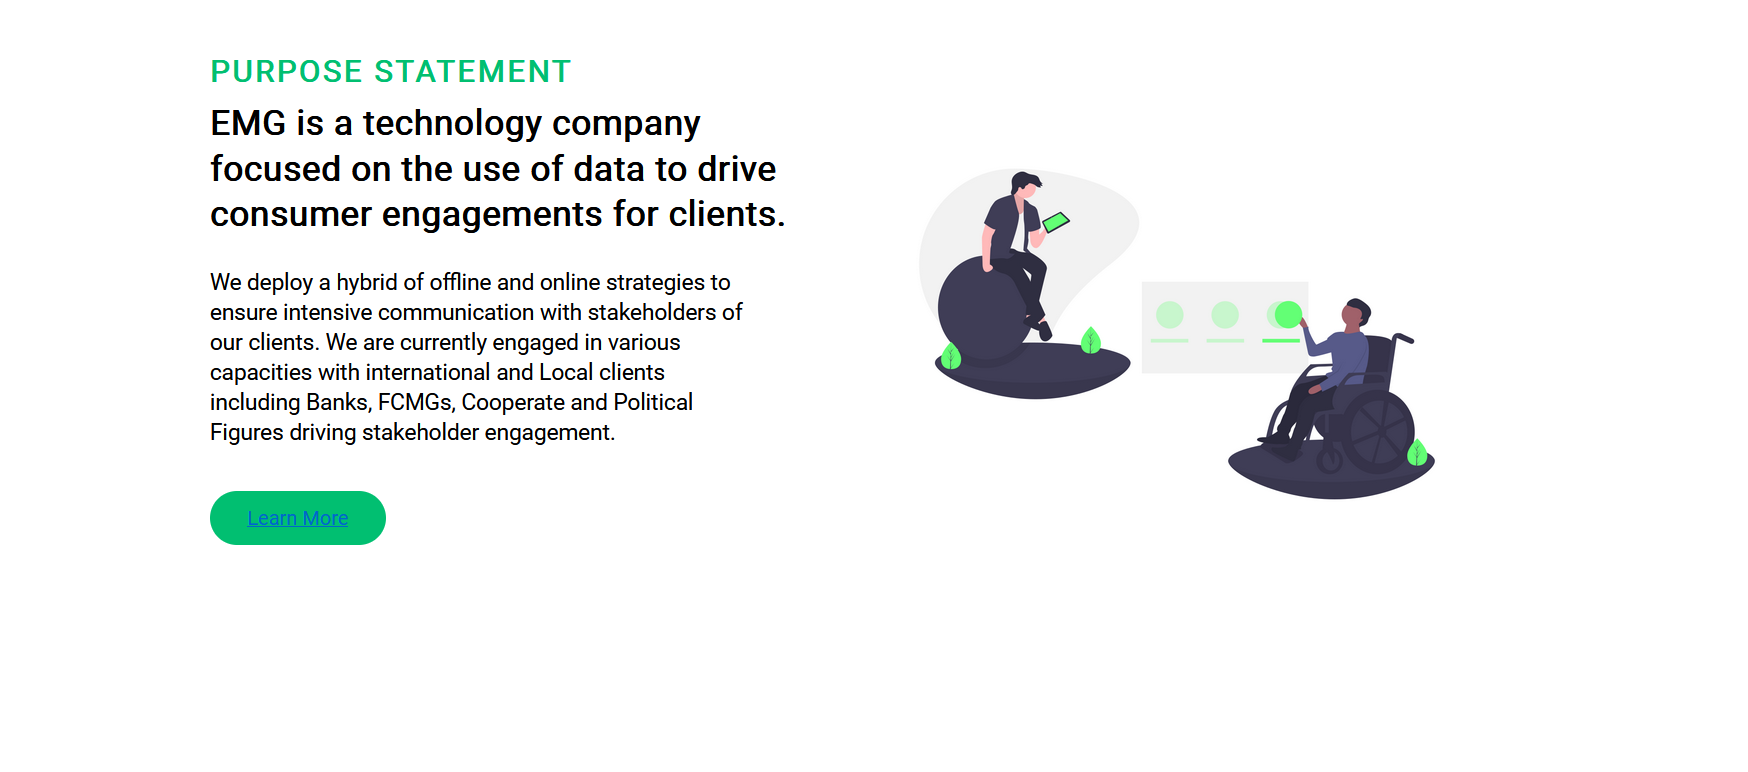 PURPOSE STATEMENT
EMG is a technology company
focused on the use of data to drive
consumer engagements for clients.
We deploy a hybrid of offline and online strategies to
ensure intensive communication with stakeholders of
our clients. We are currently engaged in various
capacities with international and Local clients
including Banks, FCMGs, Cooperate and Political
Figures driving stakeholder engagement.
Learn More